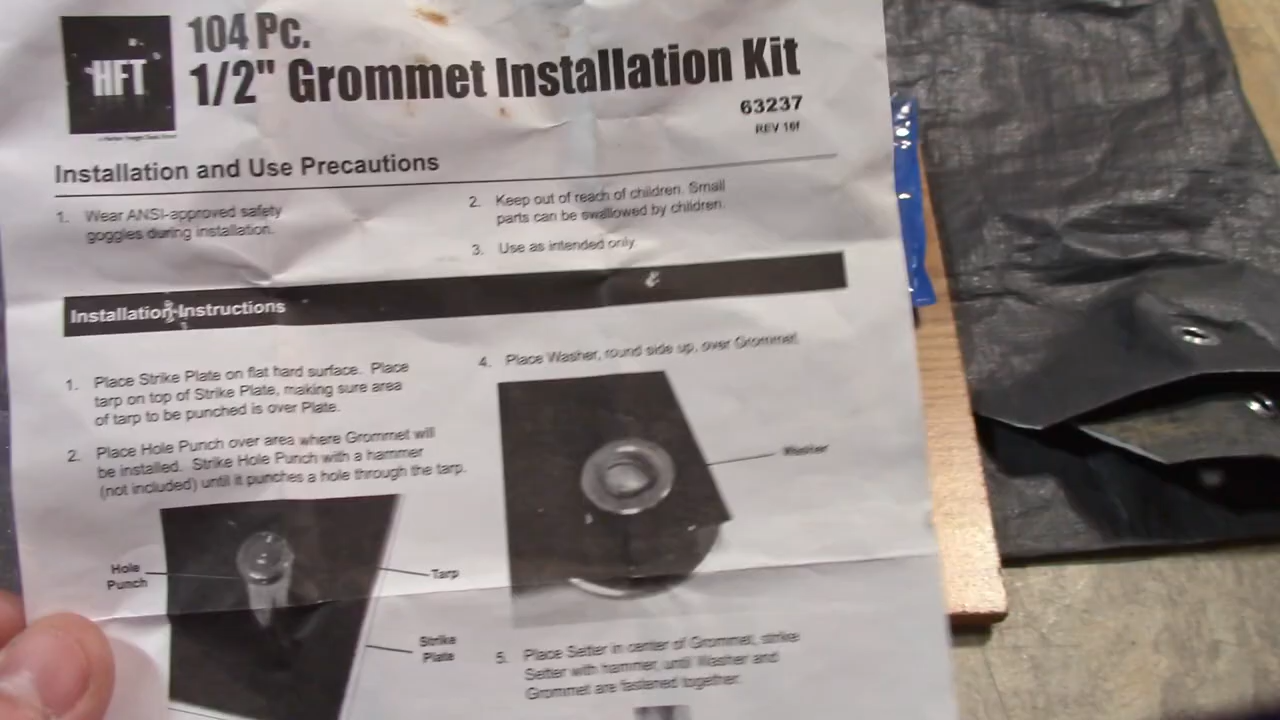 HFT
104 Pc.
1/2" Grommet Installation Kit
63237
REV 16f
Installation and Use Precautions
1. Wear ANSI-approved safety
goggles during installation.
2. Keep out of reach of children. Small
parts can be swallowed by children.
3. Use as intended only.
Installation Instructions
1. Place Strike Plate on flat hard surface. Place
tarp on top of Strike Plate, making sure area
of tarp to be punched is over Plate.
2. Place Hole Punch over area where Grommet will
be installed. Strike Hole Punch with a hammer
(not included) until it punches a hole through the tarp.
Hole
Punch
Tarp
Strike
Plate
4. Place Washer, round side up, over Grommet.
Washer
5. Place Setter in center of Grommet, strike
Setter with hammer, until Washer and
Grommet are fastened together.